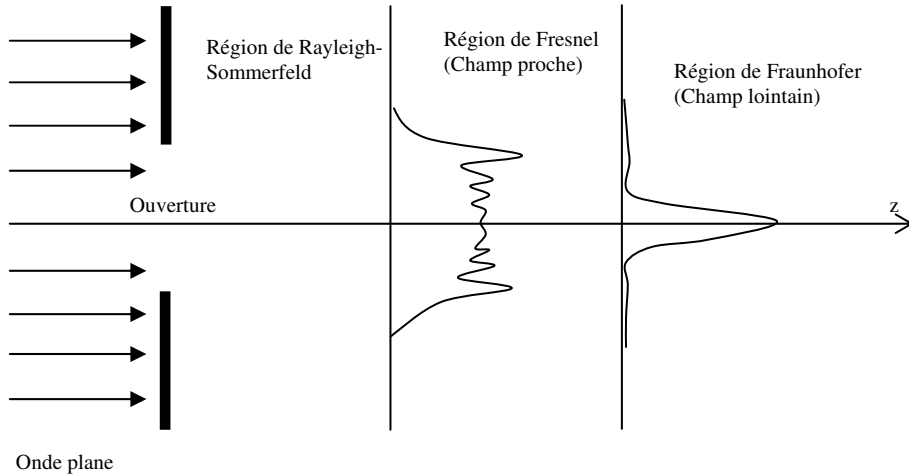 Région de Rayleigh-
Sommerfeld
Région de Fresnel
(Champ proche)
Région de Fraunhofer
(Champ lointain)
Ouverture
z
Onde plane